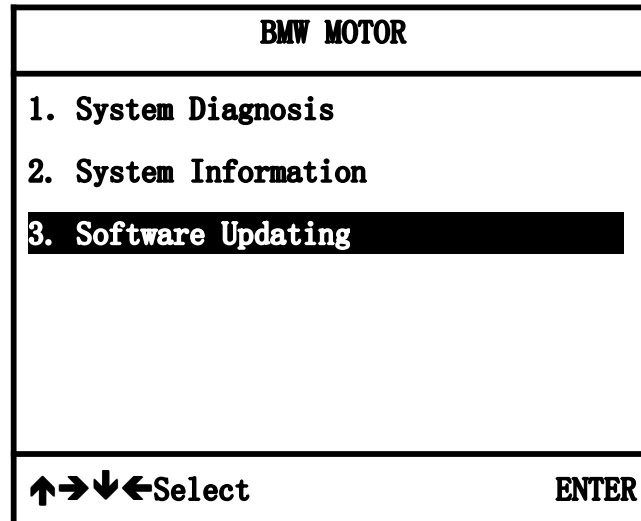 BMW MOTOR
1. System Diagnosis
2. System Information
3. Software Updating
↑→↓←Select ENTER